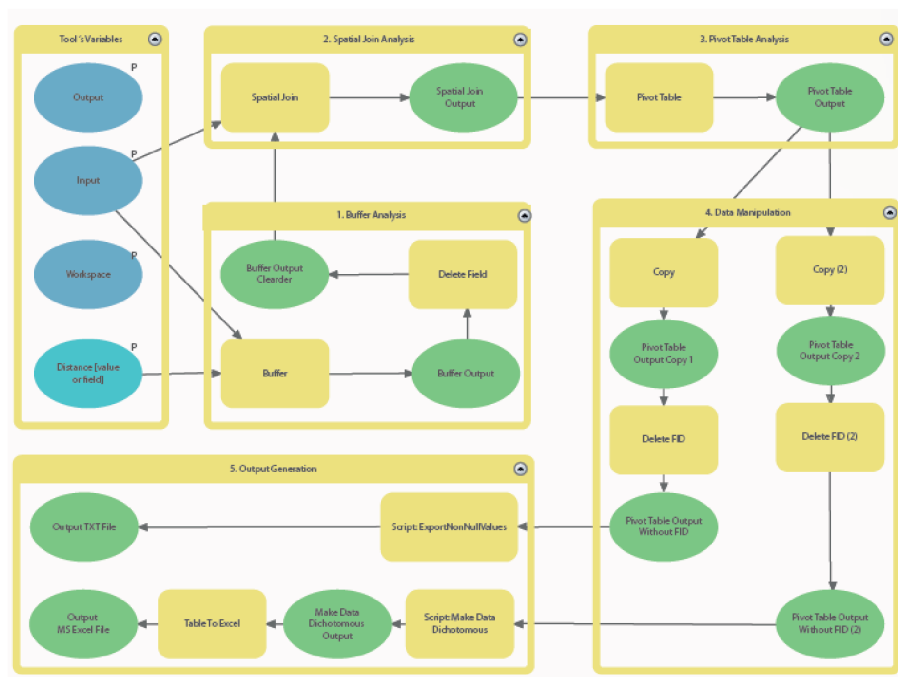 Tool's Variables
P
Output
P
Input
P
Workspace
P
Distance [value
or field]
2. Spatial Join Analysis
Spatial Join
Spatial Join
Output
3. Pivot Table Analysis
Pivot Table
Pivot Table
Output
1. Buffer Analysis
Buffer Output
Clearder
Delete Field
Buffer
Buffer Output
4. Data Manipulation
Copy
Copy (2)
Pivot Table
Output Copy 1
Pivot Table
Output Copy 2
Delete FID
Delete FID (2)
Pivot Table Output
Without FID
Pivot Table Output
Without FID (2)
5. Output Generation
Output TXT File
Script: ExportNonNullValues
Output
MS Excel File
Table To Excel
Make Data
Dichotomous
Output
Script: Make Data
Dichotomous